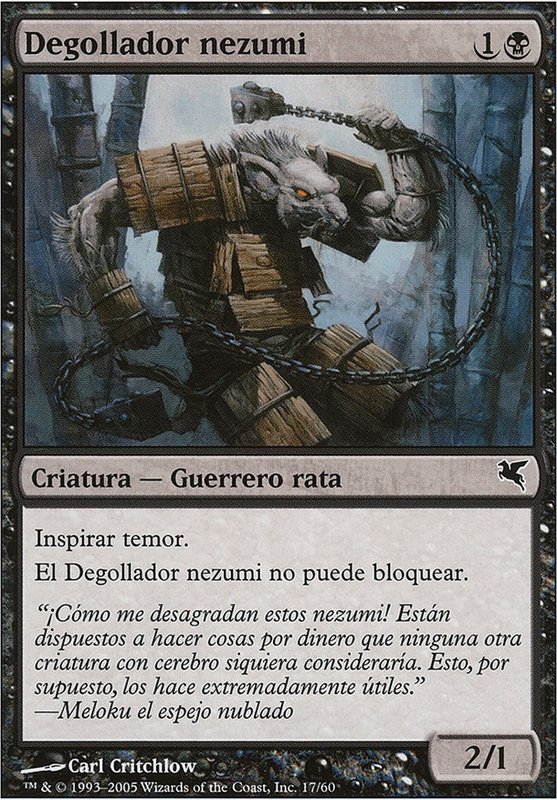 Degollador nezumi 1
Criatura — Guerrero rata
Inspirar temor.
El Degollador nezumi no puede bloquear.
“¡Cómo me desagradan estos nezumi! Están
dispuestos a hacer cosas por dinero que ninguna otra
criatura con cerebro siquiera consideraría. Esto, por
supuesto, los hace extremadamente útiles.”
—Meloku el espejo nublado
2/1
Carl Critchlow
™ & © 1993–2005 Wizards of the Coast, Inc. 17/60